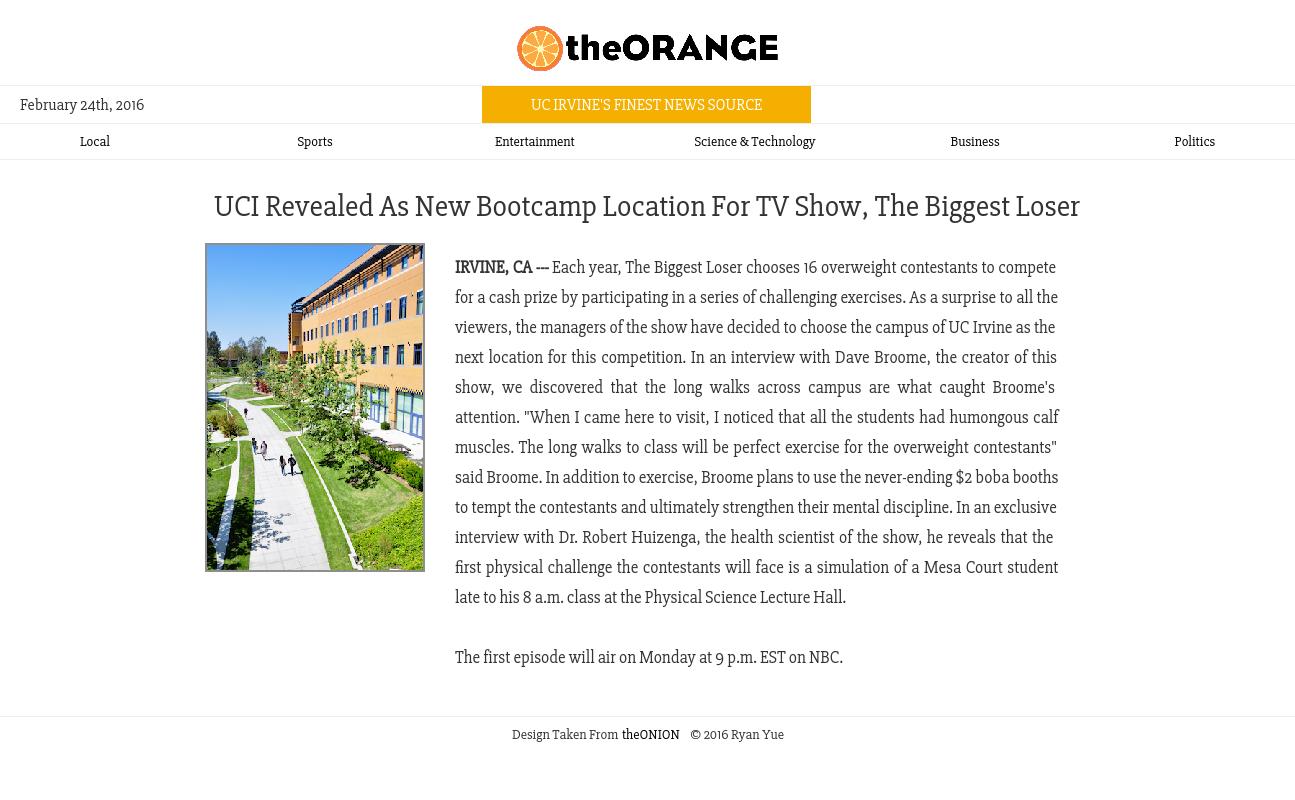 theORANGE
February 24th, 2016
UC IRVINE'S FINEST NEWS SOURCE
Local
Sports
Entertainment
Science & Technology
Business
Politics
UCI Revealed As New Bootcamp Location For TV Show, The Biggest Loser
IRVINE, CA --- Each year, The Biggest Loser chooses 16 overweight contestants to compete
for a cash prize by participating in a series of challenging exercises. As a surprise to all the
viewers, the managers of the show have decided to choose the campus of UC Irvine as the
next location for this competition. In an interview with Dave Broome, the creator of this
show, we discovered that the long walks across campus are what caught Broome's
attention. "When I came here to visit, I noticed that all the students had humongous calf
muscles. The long walks to class will be perfect exercise for the overweight contestants"
said Broome. In addition to exercise, Broome plans to use the never-ending $2 boba booths
to tempt the contestants and ultimately strengthen their mental discipline. In an exclusive
interview with Dr. Robert Huizenga, the health scientist of the show, he reveals that the
first physical challenge the contestants will face is a simulation of a Mesa Court student
late to his 8 a.m. class at the Physical Science Lecture Hall.
The first episode will air on Monday at 9 p.m. EST on NBC.
Design Taken From theONION © 2016 Ryan Yue